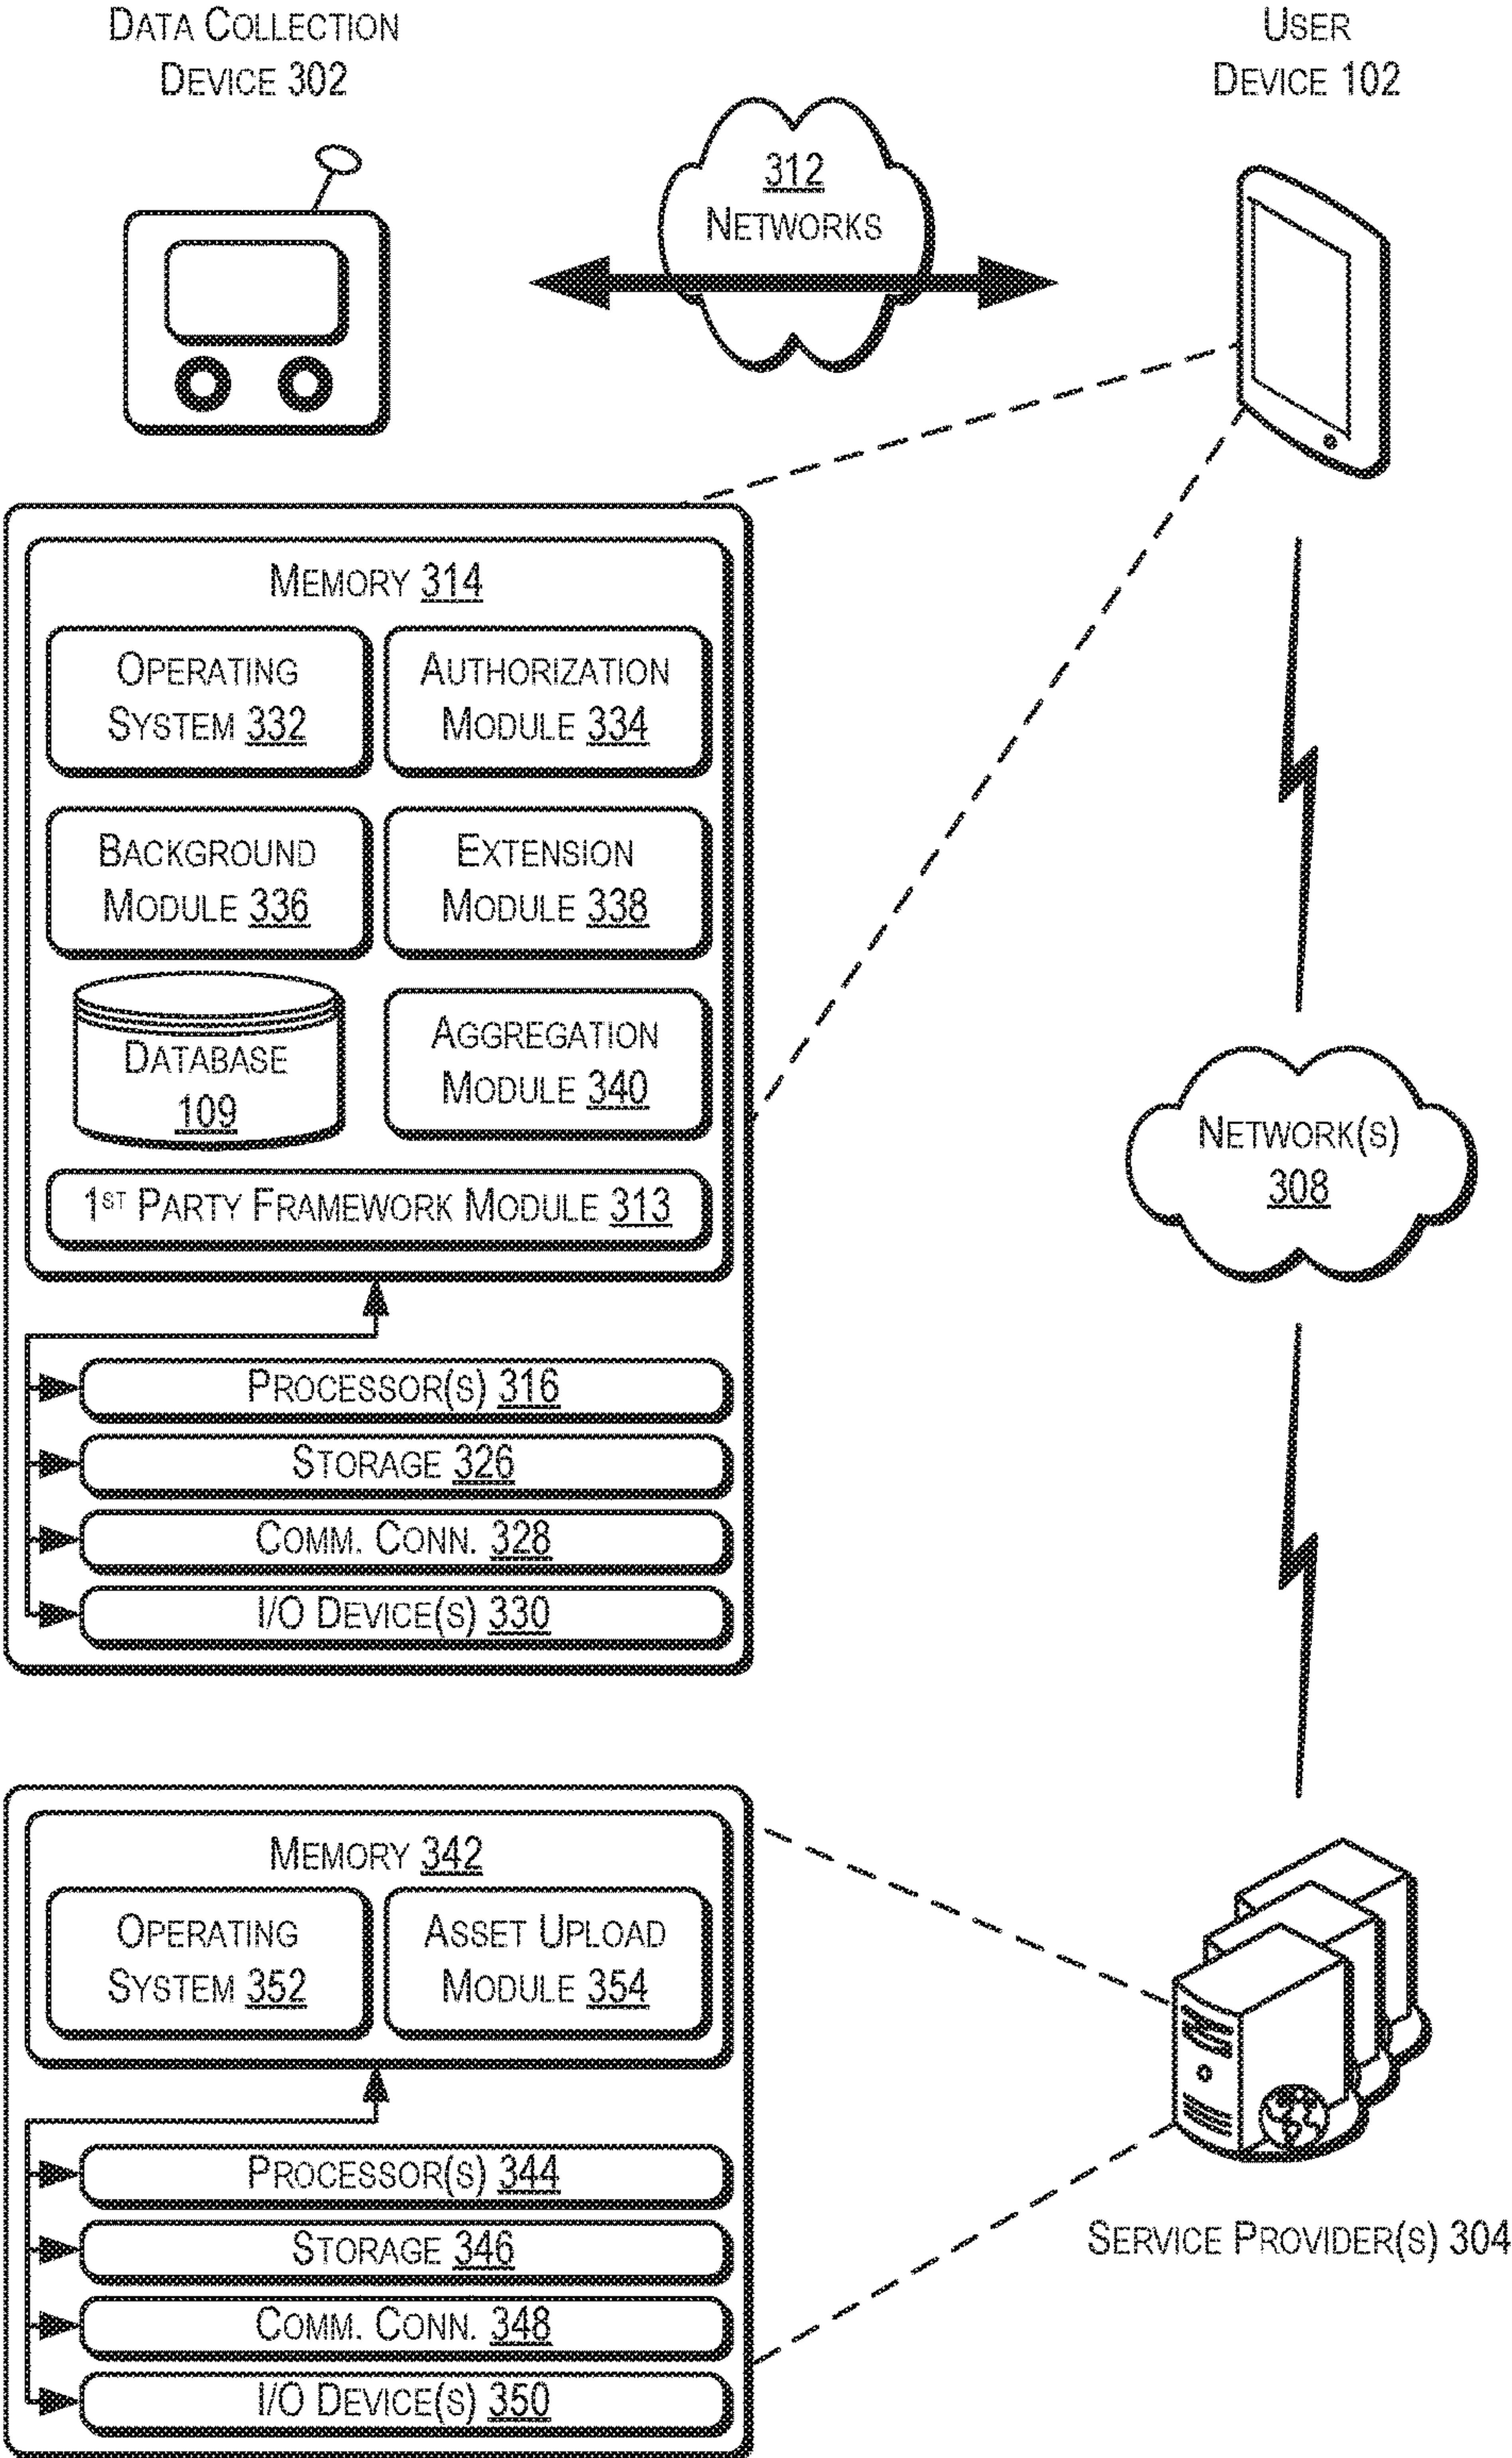 DATA COLLECTION
DEVICE 302
USER
DEVICE 102
312
NETWORKS
MEMORY 314
OPERATING
SYSTEM 332
AUTHORIZATION
MODULE 334
BACKGROUND
MODULE 336
EXTENSION
MODULE 338
DATABASE
109
AGGREGATION
MODULE 340
1ST PARTY FRAMEWORK MODULE 313
PROCESSOR(S) 316
STORAGE 326
COMM. CONN. 328
I/O DEVICE(S) 330
NETWORK(S)
308
MEMORY 342
OPERATING
SYSTEM 352
ASSET UPLOAD
MODULE 354
PROCESSOR(S) 344
STORAGE 346
COMM. CONN. 348
I/O DEVICE(S) 350
SERVICE PROVIDER(S) 304